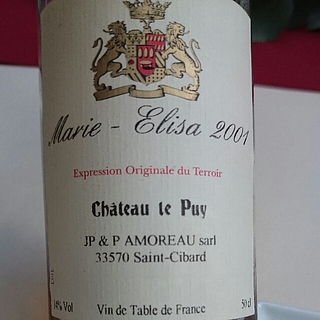 Marie - Elisa 2001
Expression Originale du Terroir
Château le Puy
JP & P AMOREAU sarl
33570 Saint-Cibard
14% Vol Vin de Table de France 50 cl